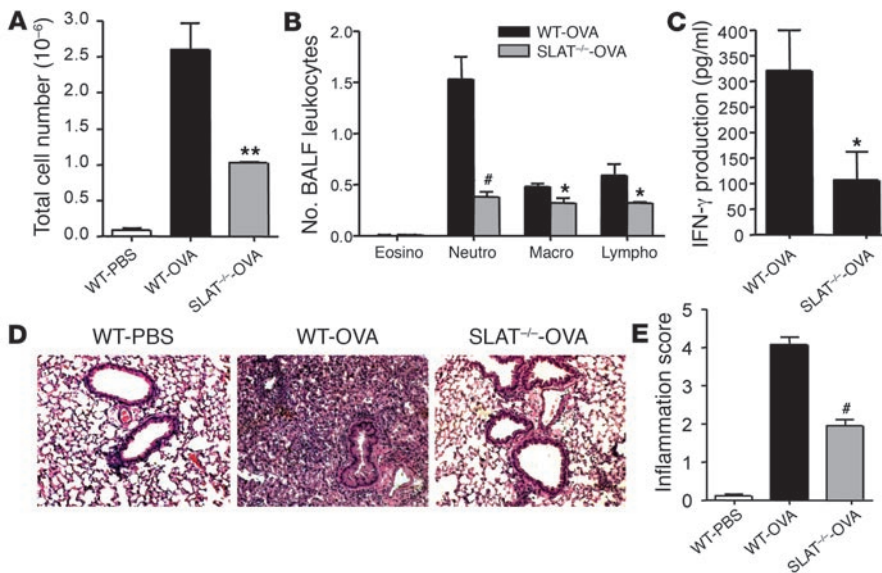 A
Total cell number (10⁻⁶)
3.0
2.5
2.0
1.5
1.0
0.5
0.0
**
WT-PBS
WT-OVA
SLAT⁻/⁻-OVA
B
No. BALF leukocytes
2.0
1.5
1.0
0.5
0.0
WT-OVA
SLAT⁻/⁻-OVA
#
*
*
Eosino Neutro Macro Lympho
C
IFN-γ production (pg/ml)
400
350
300
250
200
150
100
50
0
*
WT-OVA
SLAT⁻/⁻-OVA
D
WT-PBS WT-OVA SLAT⁻/⁻-OVA
E
Inflammation score
5
4
3
2
1
0
#
WT-PBS
WT-OVA
SLAT⁻/⁻-OVA